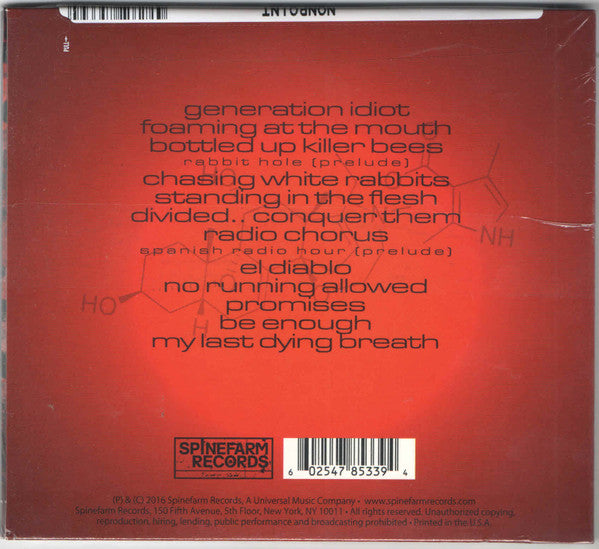 PULL
NONPOINT
generation idiot
foaming at the mouth
bottled up killer bees
rabbit hole (prelude)
chasing white rabbits
standing in the flesh
divided.. conquer them
radio chorus
spanish radio hour (prelude)
el diablo
no running allowed
promises
be enough
my last dying breath
HO
H
NH
SPINEFARM
RECORDS
6 02547 85339 4
(P) & (C) 2016 Spinefarm Records, A Universal Music Company • www.spinefarmrecords.com
Spinefarm Records, 150 Fifth Avenue, 5th Floor, New York, NY 10011 • All rights reserved. Unauthorized copying,
reproduction, hiring, lending, public performance and broadcasting prohibited • Printed in the U.S.A.